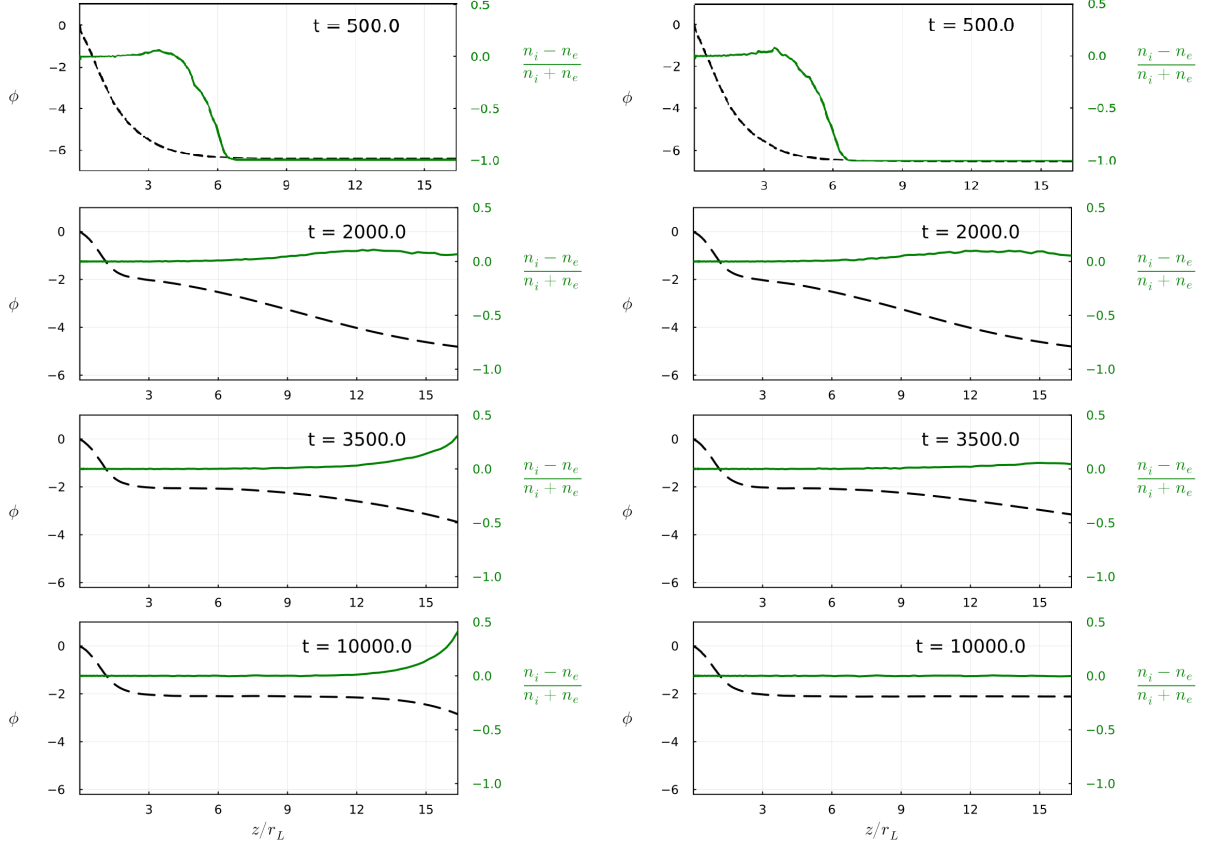 t = 500.0
0
−2
−4
−6
ϕ
0.0
−0.5
−1.0
n_i − n_e
n_i + n_e
3 6 9 12 15
t = 500.0
0
−2
−4
−6
ϕ
0.0
−0.5
−1.0
n_i − n_e
n_i + n_e
3 6 9 12 15
t = 2000.0
0
−2
−4
−6
ϕ
0.5
0.0
−0.5
−1.0
n_i − n_e
n_i + n_e
3 6 9 12 15
t = 2000.0
0
−2
−4
−6
ϕ
0.5
0.0
−0.5
−1.0
n_i − n_e
n_i + n_e
3 6 9 12 15
t = 3500.0
0
−2
−4
−6
ϕ
0.5
0.0
−0.5
−1.0
n_i − n_e
n_i + n_e
3 6 9 12 15
t = 3500.0
0
−2
−4
−6
ϕ
0.5
0.0
−0.5
−1.0
n_i − n_e
n_i + n_e
3 6 9 12 15
t = 10000.0
0
−2
−4
−6
ϕ
0.5
0.0
−0.5
−1.0
n_i − n_e
n_i + n_e
3 6 9 12 15
z/r_L
t = 10000.0
0
−2
−4
−6
ϕ
0.5
0.0
−0.5
−1.0
n_i − n_e
n_i + n_e
3 6 9 12 15
z/r_L